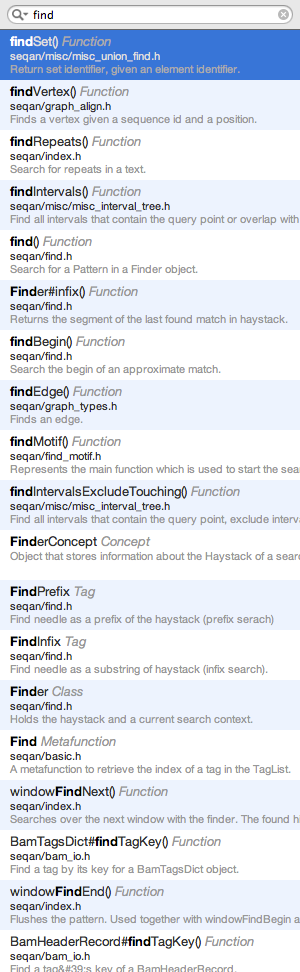 find
findSet() Function
seqan/misc/misc_union_find.h
Return set identifier, given an element identifier.
findVertex() Function
seqan/graph_align.h
Finds a vertex given a sequence id and a position.
findRepeats() Function
seqan/index.h
Search for repeats in a text.
findIntervals() Function
seqan/misc/misc_interval_tree.h
Find all intervals that contain the query point or overlap with
find() Function
seqan/find.h
Search for a Pattern in a Finder object.
Finder#infix() Function
seqan/find.h
Returns the segment of the last found match in haystack.
findBegin() Function
seqan/find.h
Search the begin of an approximate match.
findEdge() Function
seqan/graph_types.h
Finds an edge.
findMotif() Function
seqan/find_motif.h
Represents the main function which is used to start the sea
findIntervalsExcludeTouching() Function
seqan/misc/misc_interval_tree.h
Find all intervals that contain the query point, exclude interv
FinderConcept Concept
Object that stores information about the Haystack of a searc
FindPrefix Tag
seqan/find.h
Find needle as a prefix of the haystack (prefix serach)
FindInfix Tag
seqan/find.h
Find needle as a substring of haystack (infix search).
Finder Class
seqan/find.h
Holds the haystack and a current search context.
Find Metafunction
seqan/basic.h
A metafunction to retrieve the index of a tag in the TagList.
windowFindNext() Function
seqan/index.h
Searches over the next window with the finder. The found hi
BamTagsDict#findTagKey() Function
seqan/bam_io.h
Find a tag by its key for a BamTagsDict object.
windowFindEnd() Function
seqan/index.h
Flushes the pattern. Used together with windowFindBegin a
BamHeaderRecord#findTagKey() Function
seqan/bam_io.h
Find a tag&#39;s key of a BamHeaderRecord.